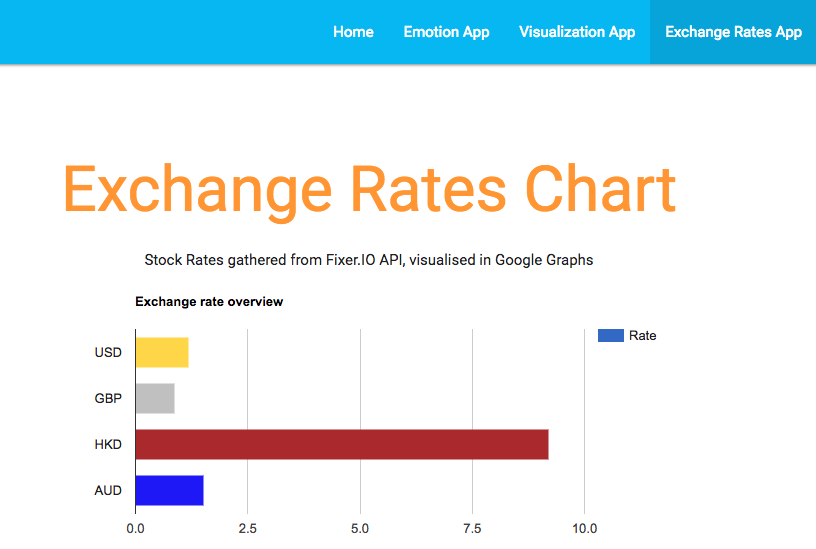 Home Emotion App Visualization App Exchange Rates App
Exchange Rates Chart
Stock Rates gathered from Fixer.IO API, visualised in Google Graphs
Exchange rate overview
Rate
USD
GBP
HKD
AUD
0.0 2.5 5.0 7.5 10.0